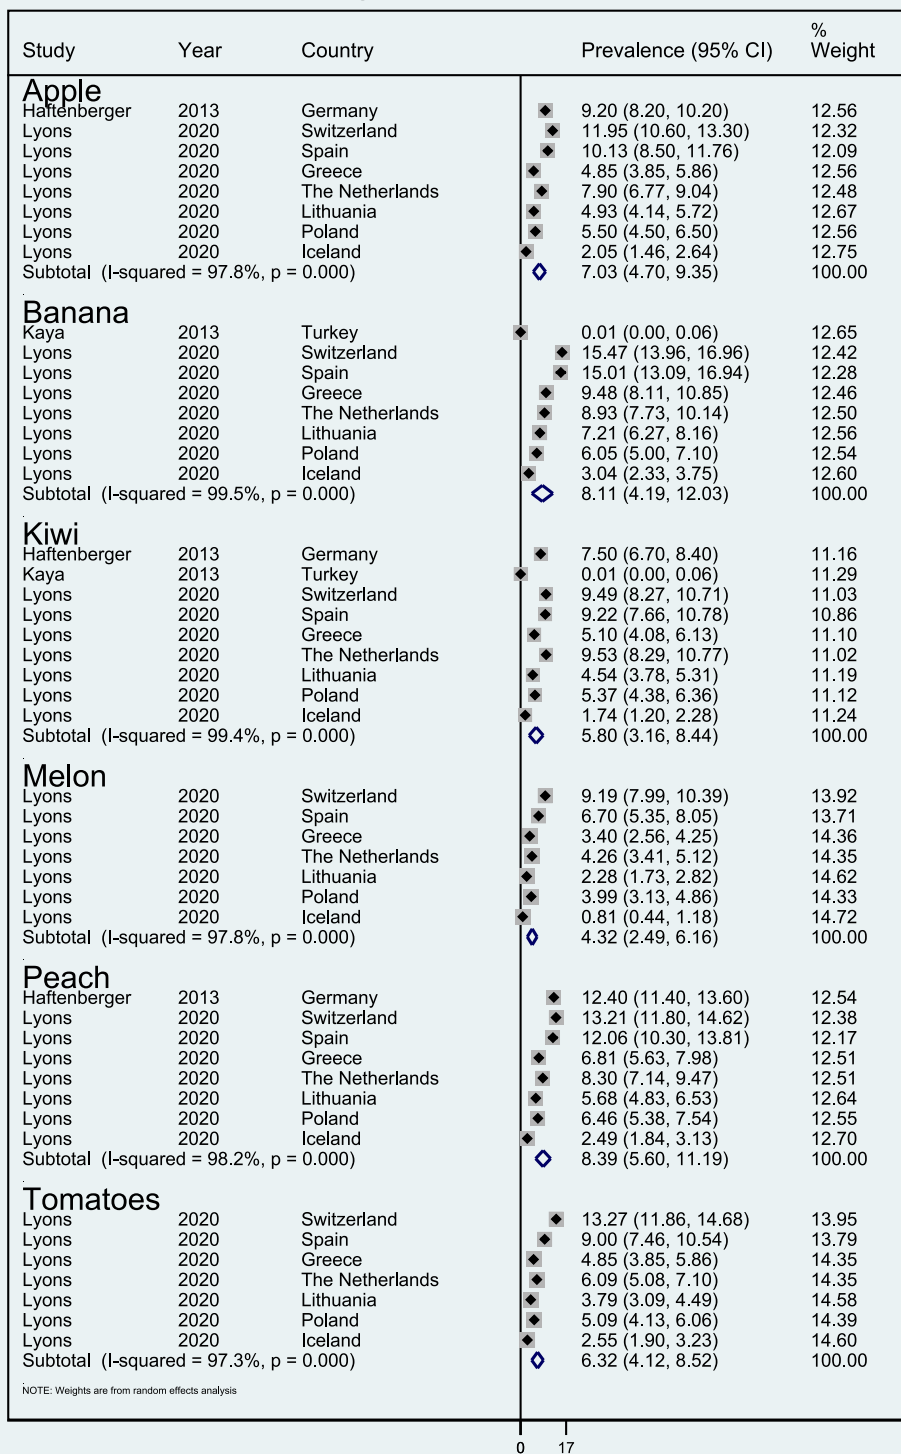 %
Study Year Country Prevalence (95% CI) Weight
Apple
Haftenberger 2013 Germany 9.20 (8.20, 10.20) 12.56
Lyons 2020 Switzerland 11.95 (10.60, 13.30) 12.32
Lyons 2020 Spain 10.13 (8.50, 11.76) 12.09
Lyons 2020 Greece 4.85 (3.85, 5.86) 12.56
Lyons 2020 The Netherlands 7.90 (6.77, 9.04) 12.48
Lyons 2020 Lithuania 4.93 (4.14, 5.72) 12.67
Lyons 2020 Poland 5.50 (4.50, 6.50) 12.56
Lyons 2020 Iceland 2.05 (1.46, 2.64) 12.75
Subtotal (I-squared = 97.8%, p = 0.000) 7.03 (4.70, 9.35) 100.00
.
Banana
Kaya 2013 Turkey 0.01 (0.00, 0.06) 12.65
Lyons 2020 Switzerland 15.47 (13.96, 16.96) 12.42
Lyons 2020 Spain 15.01 (13.09, 16.94) 12.28
Lyons 2020 Greece 9.48 (8.11, 10.85) 12.46
Lyons 2020 The Netherlands 8.93 (7.73, 10.14) 12.50
Lyons 2020 Lithuania 7.21 (6.27, 8.16) 12.56
Lyons 2020 Poland 6.05 (5.00, 7.10) 12.54
Lyons 2020 Iceland 3.04 (2.33, 3.75) 12.60
Subtotal (I-squared = 99.5%, p = 0.000) 8.11 (4.19, 12.03) 100.00
.
Kiwi
Haftenberger 2013 Germany 7.50 (6.70, 8.40) 11.16
Kaya 2013 Turkey 0.01 (0.00, 0.06) 11.29
Lyons 2020 Switzerland 9.49 (8.27, 10.71) 11.03
Lyons 2020 Spain 9.22 (7.66, 10.78) 10.86
Lyons 2020 Greece 5.10 (4.08, 6.13) 11.10
Lyons 2020 The Netherlands 9.53 (8.29, 10.77) 11.02
Lyons 2020 Lithuania 4.54 (3.78, 5.31) 11.19
Lyons 2020 Poland 5.37 (4.38, 6.36) 11.12
Lyons 2020 Iceland 1.74 (1.20, 2.28) 11.24
Subtotal (I-squared = 99.4%, p = 0.000) 5.80 (3.16, 8.44) 100.00
.
Melon
Lyons 2020 Switzerland 9.19 (7.99, 10.39) 13.92
Lyons 2020 Spain 6.70 (5.35, 8.05) 13.71
Lyons 2020 Greece 3.40 (2.56, 4.25) 14.36
Lyons 2020 The Netherlands 4.26 (3.41, 5.12) 14.35
Lyons 2020 Lithuania 2.28 (1.73, 2.82) 14.62
Lyons 2020 Poland 3.99 (3.13, 4.86) 14.33
Lyons 2020 Iceland 0.81 (0.44, 1.18) 14.72
Subtotal (I-squared = 97.8%, p = 0.000) 4.32 (2.49, 6.16) 100.00
.
Peach
Haftenberger 2013 Germany 12.40 (11.40, 13.60) 12.54
Lyons 2020 Switzerland 13.21 (11.80, 14.62) 12.38
Lyons 2020 Spain 12.06 (10.30, 13.81) 12.17
Lyons 2020 Greece 6.81 (5.63, 7.98) 12.51
Lyons 2020 The Netherlands 8.30 (7.14, 9.47) 12.51
Lyons 2020 Lithuania 5.68 (4.83, 6.53) 12.64
Lyons 2020 Poland 6.46 (5.38, 7.54) 12.55
Lyons 2020 Iceland 2.49 (1.84, 3.13) 12.70
Subtotal (I-squared = 98.2%, p = 0.000) 8.39 (5.60, 11.19) 100.00
.
Tomatoes
Lyons 2020 Switzerland 13.27 (11.86, 14.68) 13.95
Lyons 2020 Spain 9.00 (7.46, 10.54) 13.79
Lyons 2020 Greece 4.85 (3.85, 5.86) 14.35
Lyons 2020 The Netherlands 6.09 (5.08, 7.10) 14.35
Lyons 2020 Lithuania 3.79 (3.09, 4.49) 14.58
Lyons 2020 Poland 5.09 (4.13, 6.06) 14.39
Lyons 2020 Iceland 2.55 (1.90, 3.23) 14.60
Subtotal (I-squared = 97.3%, p = 0.000) 6.32 (4.12, 8.52) 100.00
.
NOTE: Weights are from random effects analysis
0 17